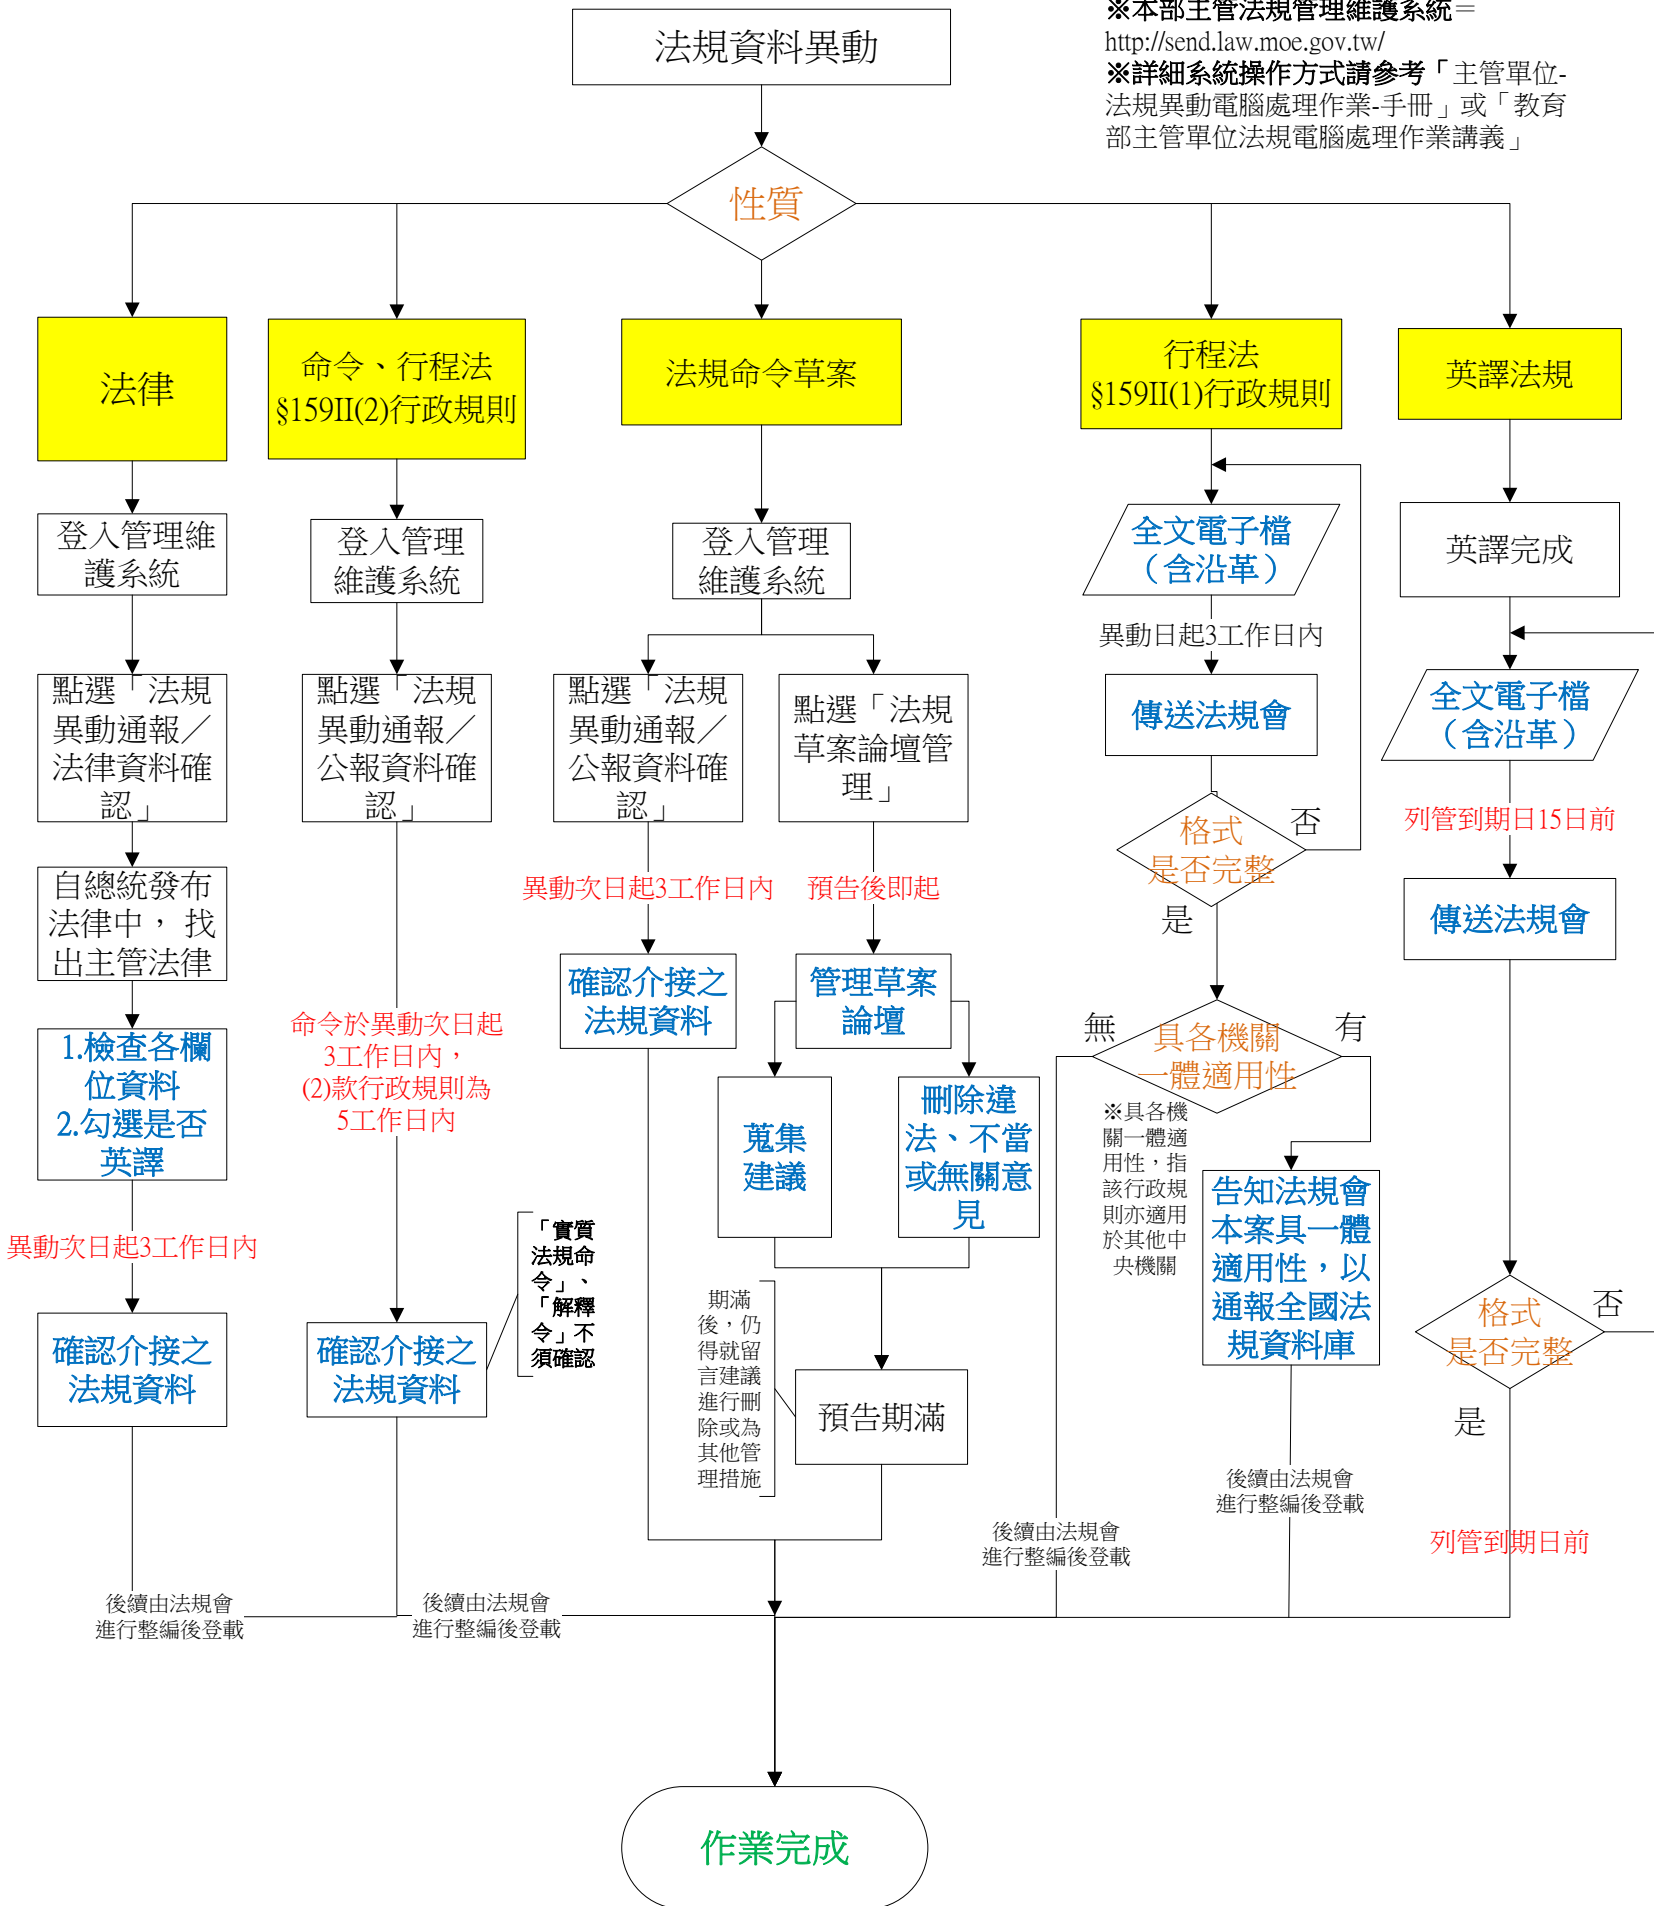 法規資料異動
※本部主管法規管理維護系統＝
http://send.law.moe.gov.tw/
※詳細系統操作方式請參考「主管單位-
法規異動電腦處理作業-手冊」或「教育
部主管單位法規電腦處理作業講義」
性質
法律
登入管理維
護系統
點選「法規
異動通報／
法律資料確
認」
自總統發布
法律中， 找
出主管法律
1.檢查各欄
位資料
2.勾選是否
英譯
異動次日起3工作日內
確認介接之
法規資料
後續由法規會
進行整編後登載
命令、行程法
§159II(2)行政規則
登入管理
維護系統
點選「法規
異動通報／
公報資料確
認」
命令於異動次日起
3工作日內，
(2)款行政規則為
5工作日內
確認介接之
法規資料
「實質
法規命
令」、
「解釋
令」不
須確認
後續由法規會
進行整編後登載
法規命令草案
登入管理
維護系統
點選「法規
異動通報／
公報資料確
認」
異動次日起3工作日內
確認介接之
法規資料
點選「法規
草案論壇管
理」
預告後即起
管理草案
論壇
蒐集
建議
刪除違
法、不當
或無關意
見
期滿
後，仍
得就留
言建議
進行刪
除或為
其他管
理措施
預告期滿
行程法
§159II(1)行政規則
全文電子檔
（含沿革）
異動日起3工作日內
傳送法規會
格式
是否完整
否
是
具各機關
一體適用性
無
有
※具各機
關一體適
用性，指
該行政規
則亦適用
於其他中
央機關
告知法規會
本案具一體
適用性，以
通報全國法
規資料庫
後續由法規會
進行整編後登載
後續由法規會
進行整編後登載
英譯法規
英譯完成
全文電子檔
（含沿革）
列管到期日15日前
傳送法規會
格式
是否完整
否
是
列管到期日前
作業完成